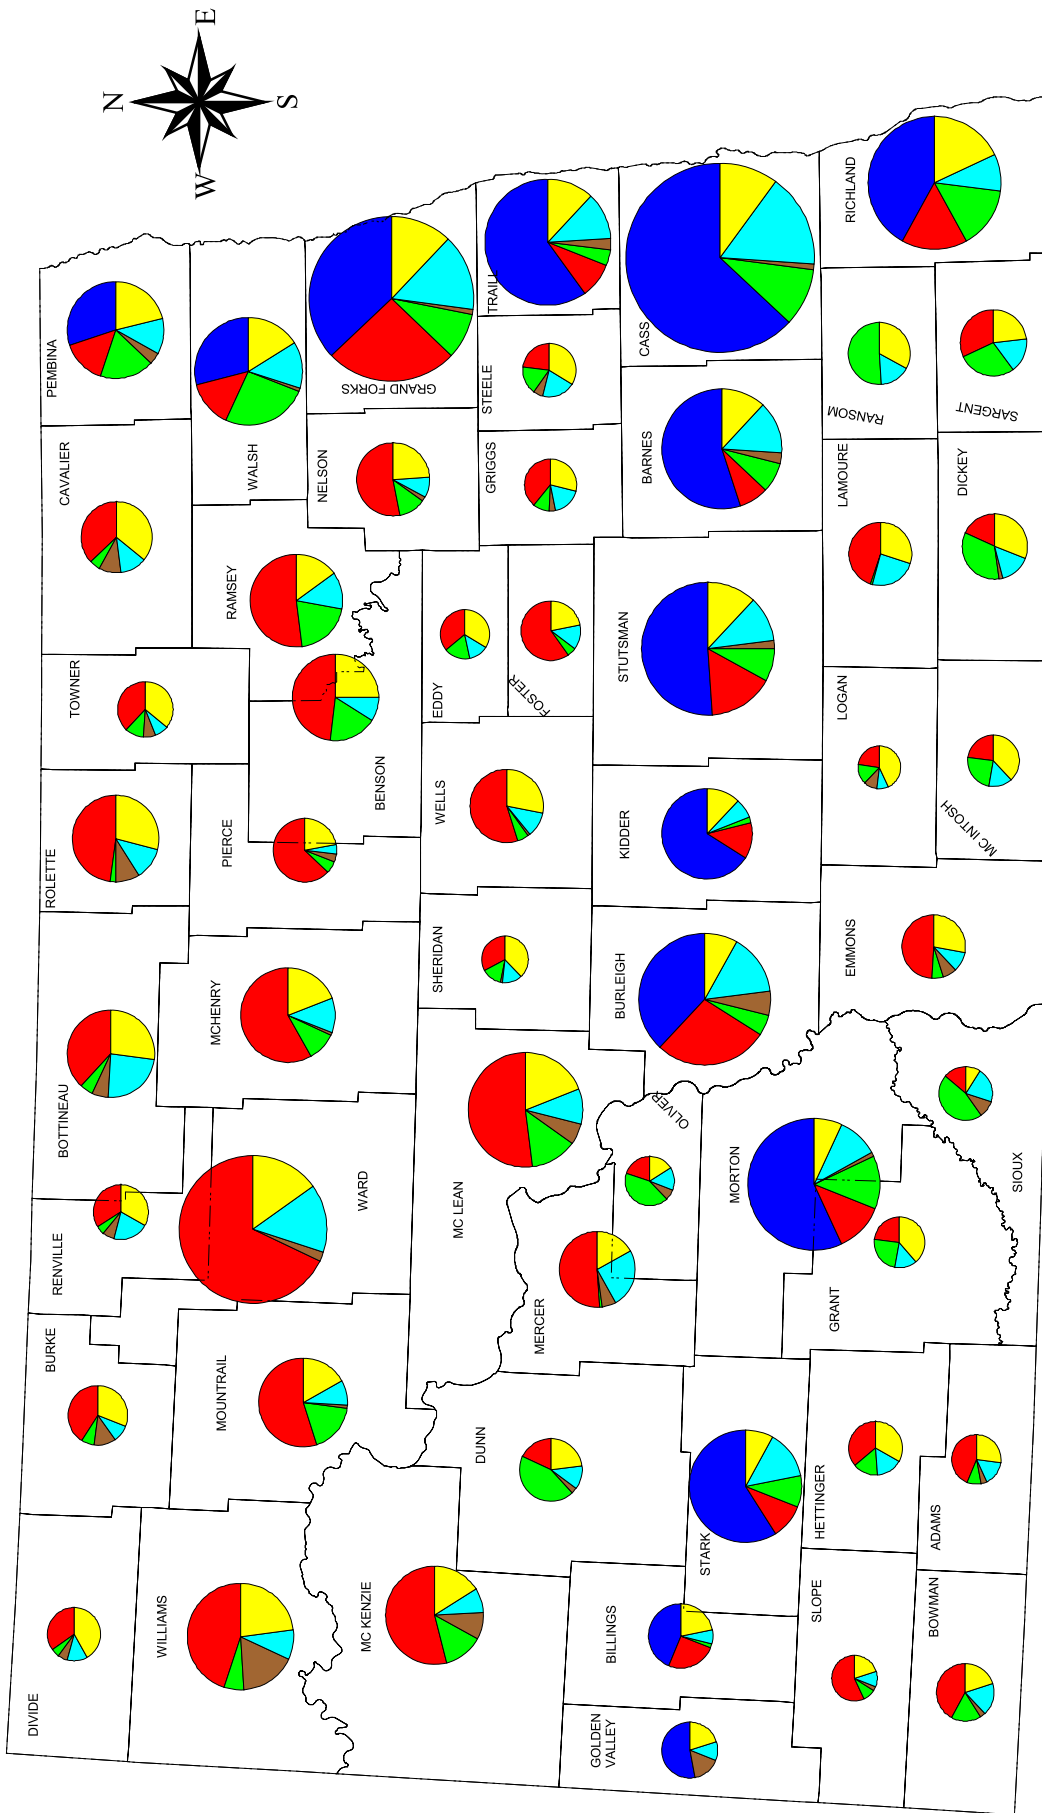 N
W
E
S
DIVIDE
BURKE
RENVILLE
BOTTINEAU
ROLETTE
TOWNER
CAVALIER
PEMBINA
WILLIAMS
MOUNTRAIL
WARD
MCHENRY
PIERCE
BENSON
RAMSEY
WALSH
NELSON
GRAND FORKS
MC KENZIE
DUNN
MERCER
MC LEAN
OLIVER
SHERIDAN
WELLS
EDDY
FOSTER
GRIGGS
STEELE
TRAILL
GOLDEN
VALLEY
BILLINGS
STARK
MORTON
BURLEIGH
KIDDER
STUTSMAN
BARNES
CASS
SLOPE
HETTINGER
GRANT
SIOUX
EMMONS
LOGAN
LAMOURE
RANSOM
RICHLAND
BOWMAN
ADAMS
MC INTOSH
DICKEY
SARGENT